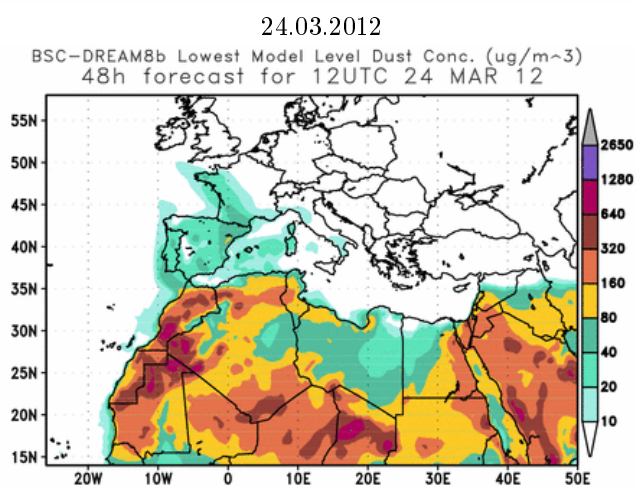 24.03.2012
BSC-DREAM8b Lowest Model Level Dust Conc. (ug/m^3)
48h forecast for 12UTC 24 MAR 12
55N
50N
45N
40N
35N
30N
25N
20N
15N
20W 10W 0 10E 20E 30E 40E 50E
2650
1280
640
320
160
80
40
20
10